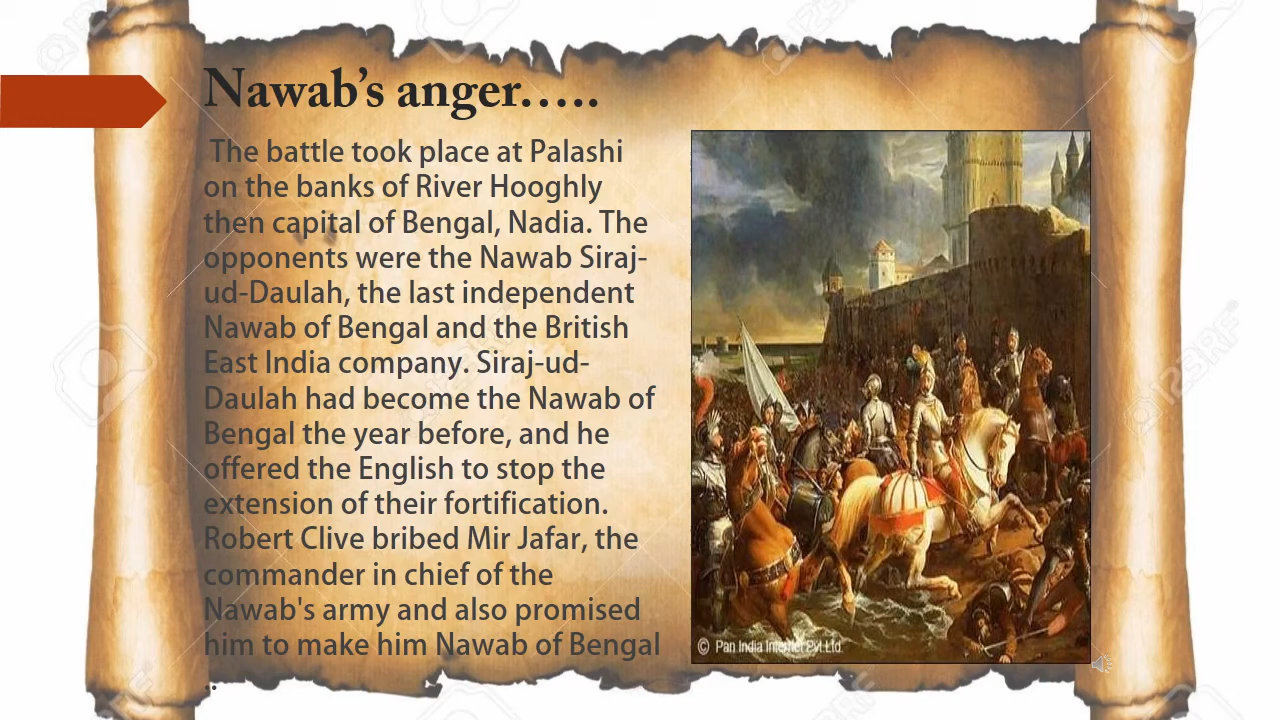 Nawab’s anger…..
The battle took place at Palashi
on the banks of River Hooghly
then capital of Bengal, Nadia. The
opponents were the Nawab Siraj-
ud-Daulah, the last independent
Nawab of Bengal and the British
East India company. Siraj-ud-
Daulah had become the Nawab of
Bengal the year before, and he
offered the English to stop the
extension of their fortification.
Robert Clive bribed Mir Jafar, the
commander in chief of the
Nawab's army and also promised
him to make him Nawab of Bengal
..
© Pan India Internet Pvt.Ltd.
123RF
123RF
123RF